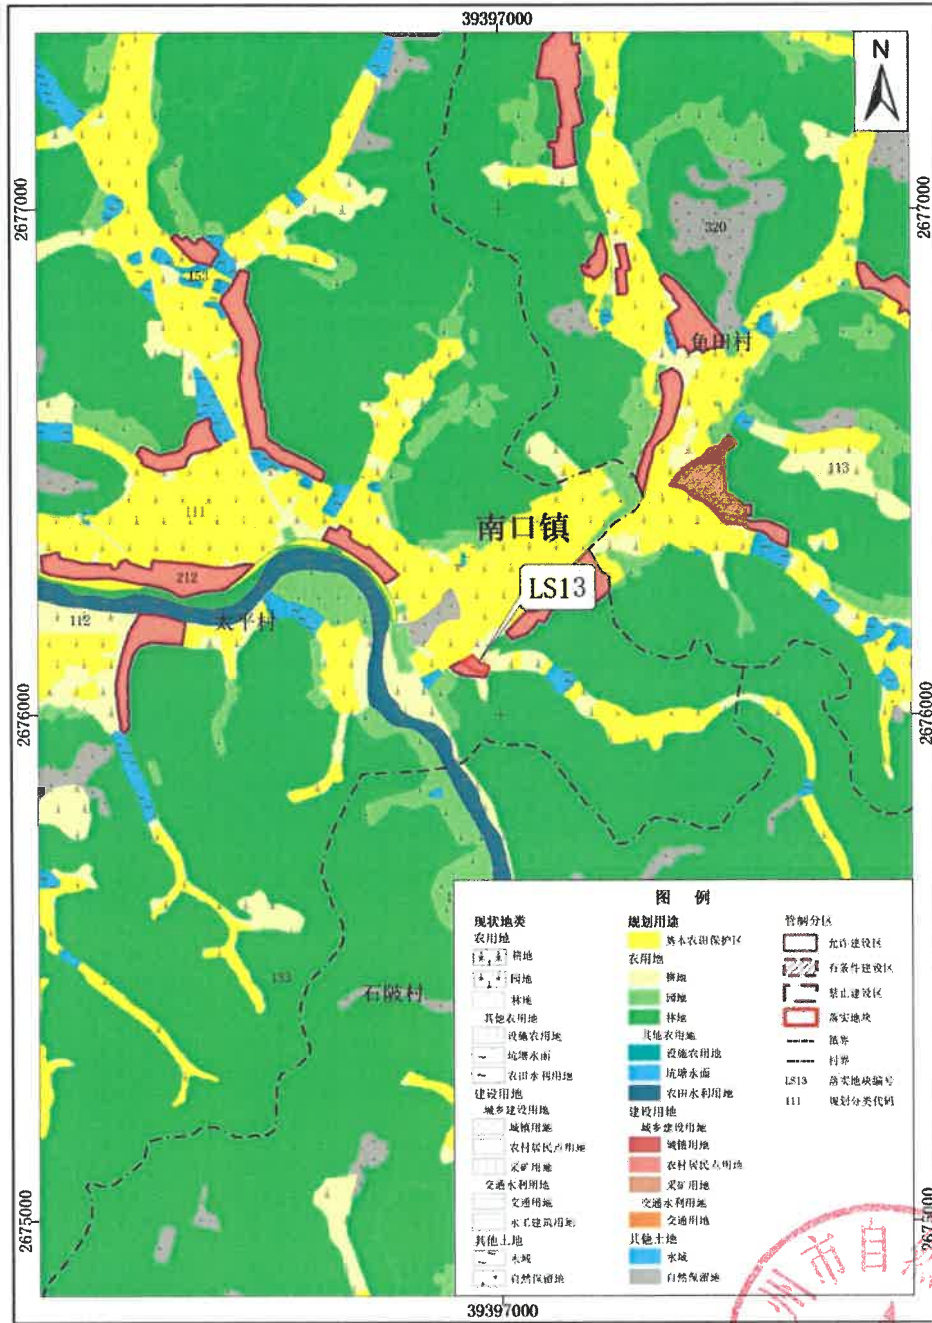 39397000
N
2677000
2677000
320
153
角田村
113
111
南口镇
LS13
212
112
太平村
2676000
2676000
133
石陂村
图 例
现状地类
农用地
耕地
园地
林地
其他农用地
设施农用地
坑塘水面
农田水利用地
建设用地
城乡建设用地
城镇用地
农村居民点用地
采矿用地
交通水利用地
交通用地
水工建筑用地
其他土地
水域
自然保留地
规划用途
基本农田保护区
农用地
耕地
园地
林地
其他农用地
设施农用地
坑塘水面
农田水利用地
建设用地
城乡建设用地
城镇用地
农村居民点用地
采矿用地
交通水利用地
交通用地
其他土地
水域
自然保留地
管制分区
允许建设区
有条件建设区
禁止建设区
落实地块
镇界
村界
LS13 落实地块编号
111 规划分类代码
2675000
2675000
州市自然
39397000